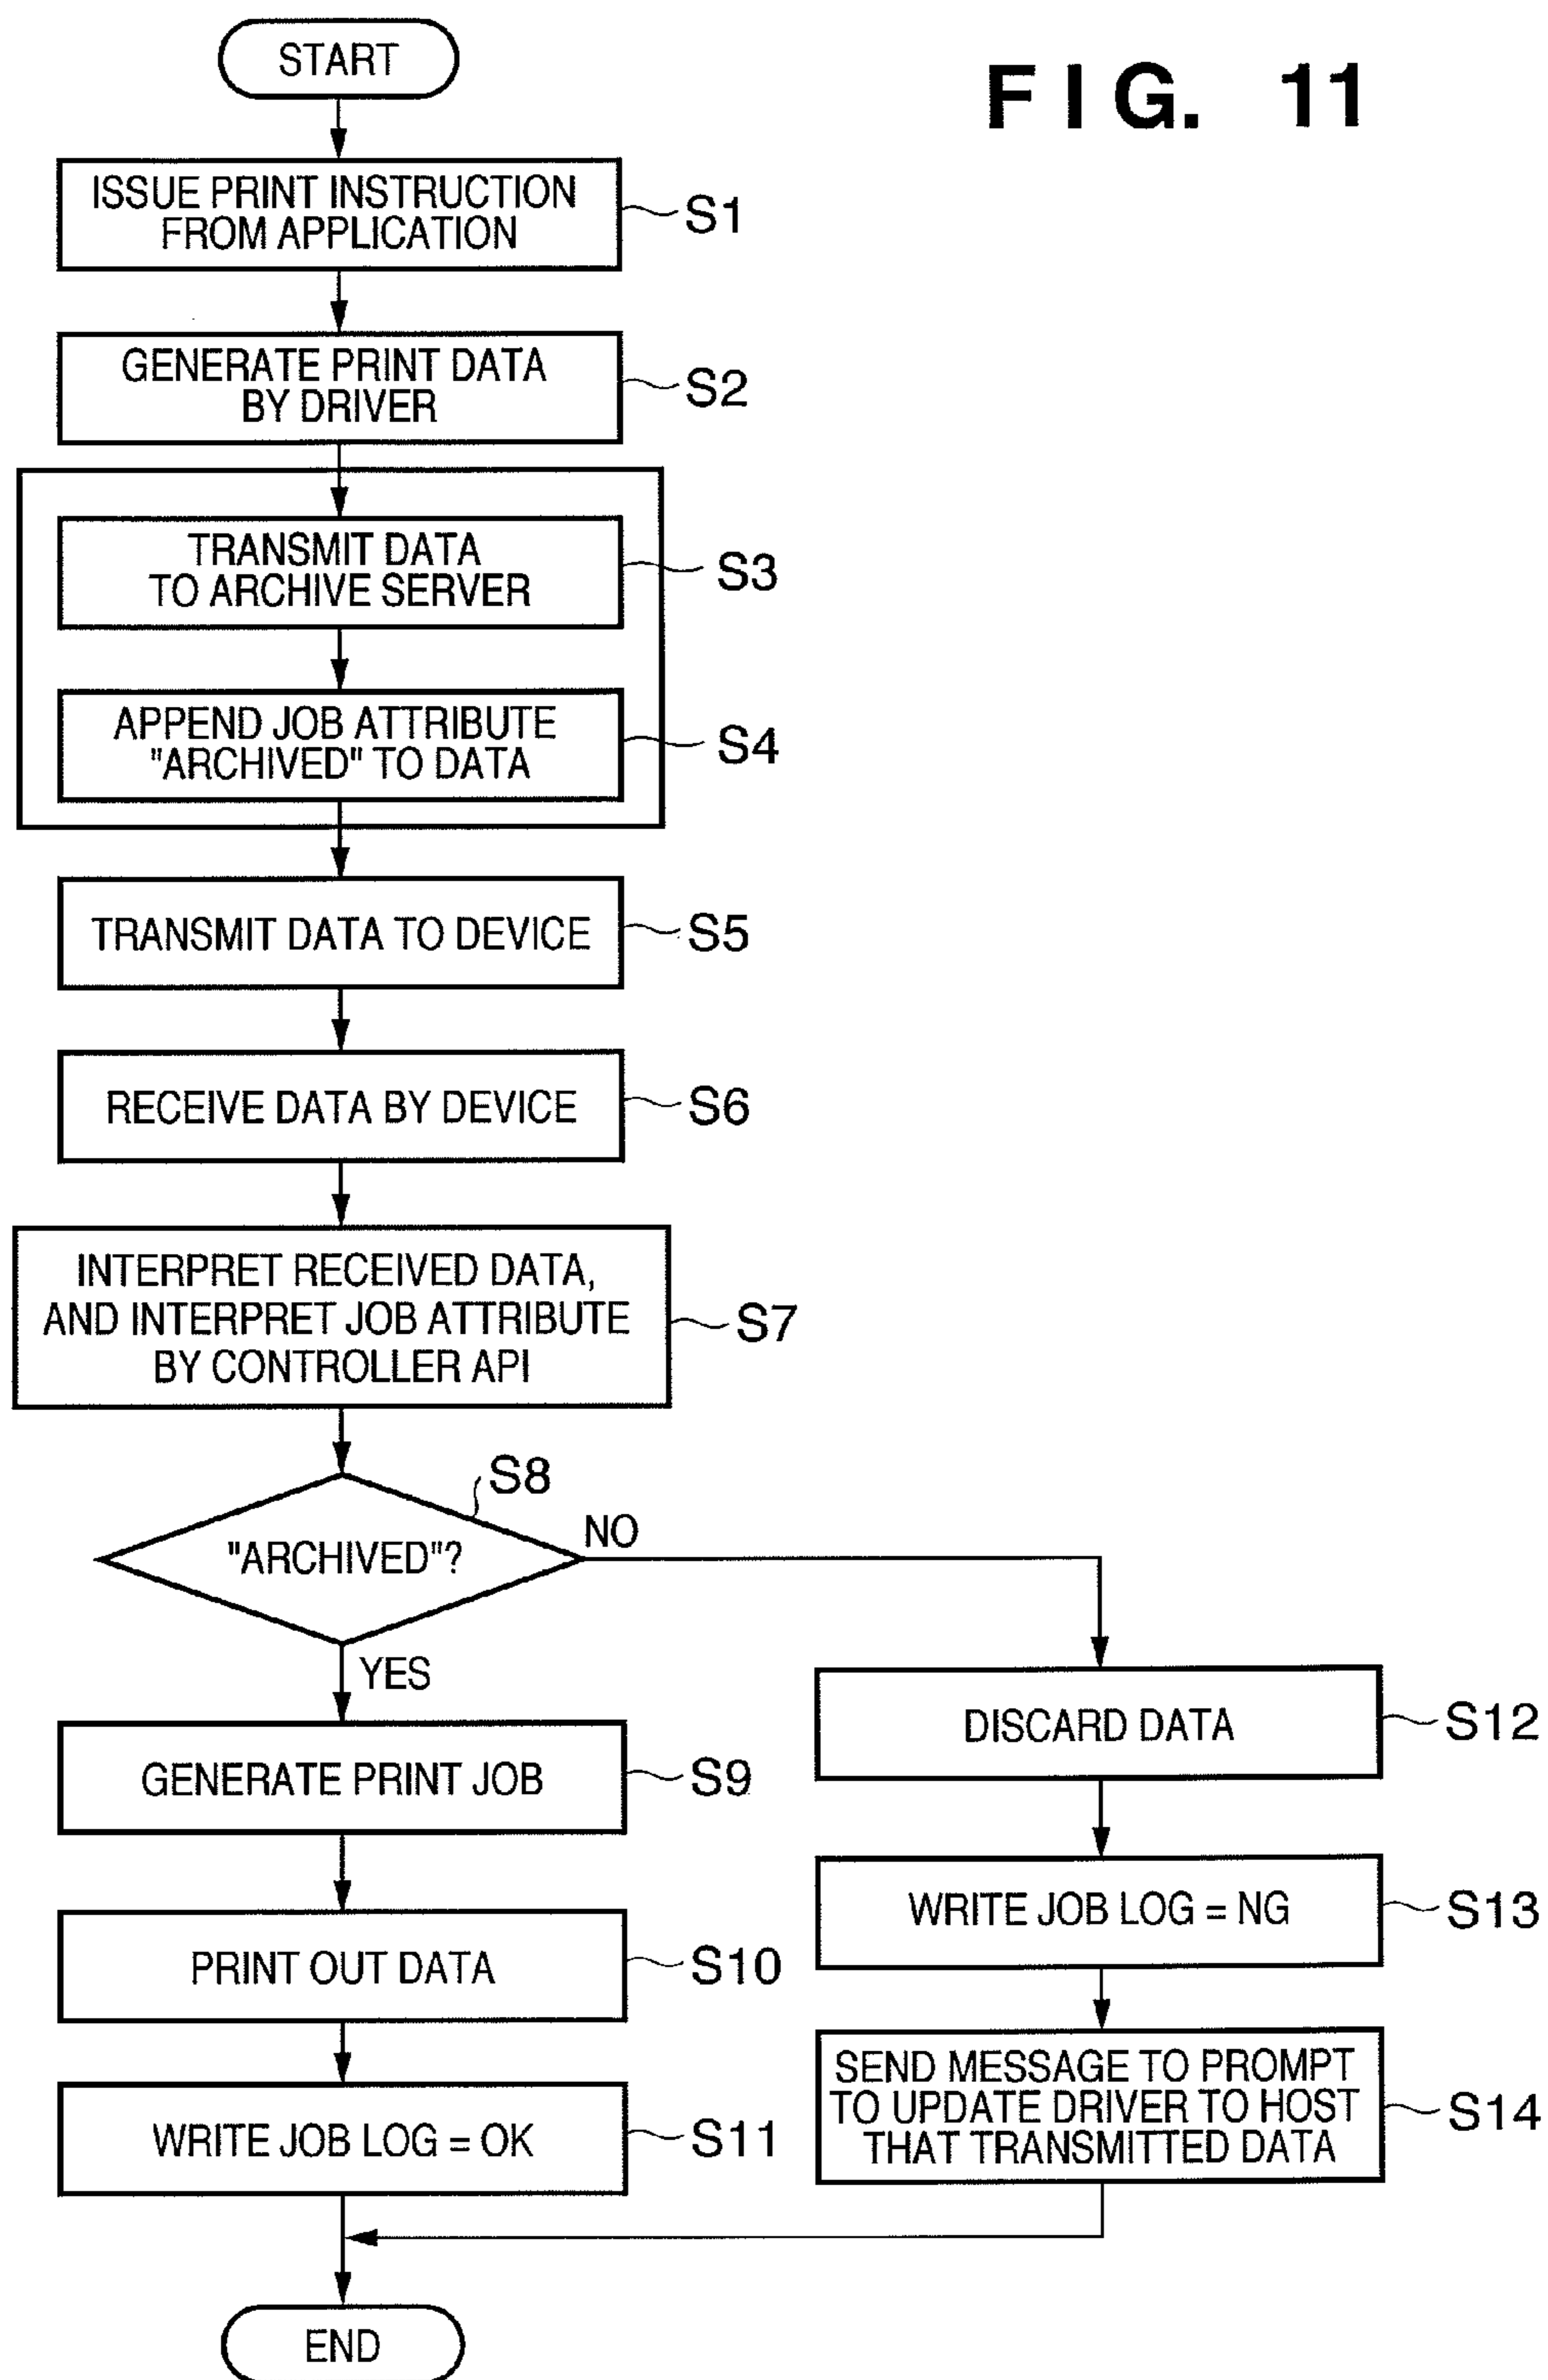 START
FIG. 11
ISSUE PRINT INSTRUCTION
FROM APPLICATION
S1
GENERATE PRINT DATA
BY DRIVER
S2
TRANSMIT DATA
TO ARCHIVE SERVER
S3
APPEND JOB ATTRIBUTE
"ARCHIVED" TO DATA
S4
TRANSMIT DATA TO DEVICE
S5
RECEIVE DATA BY DEVICE
S6
INTERPRET RECEIVED DATA,
AND INTERPRET JOB ATTRIBUTE
BY CONTROLLER API
S7
S8
"ARCHIVED"?
NO
YES
GENERATE PRINT JOB
S9
PRINT OUT DATA
S10
WRITE JOB LOG = OK
S11
DISCARD DATA
S12
WRITE JOB LOG = NG
S13
SEND MESSAGE TO PROMPT
TO UPDATE DRIVER TO HOST
THAT TRANSMITTED DATA
S14
END